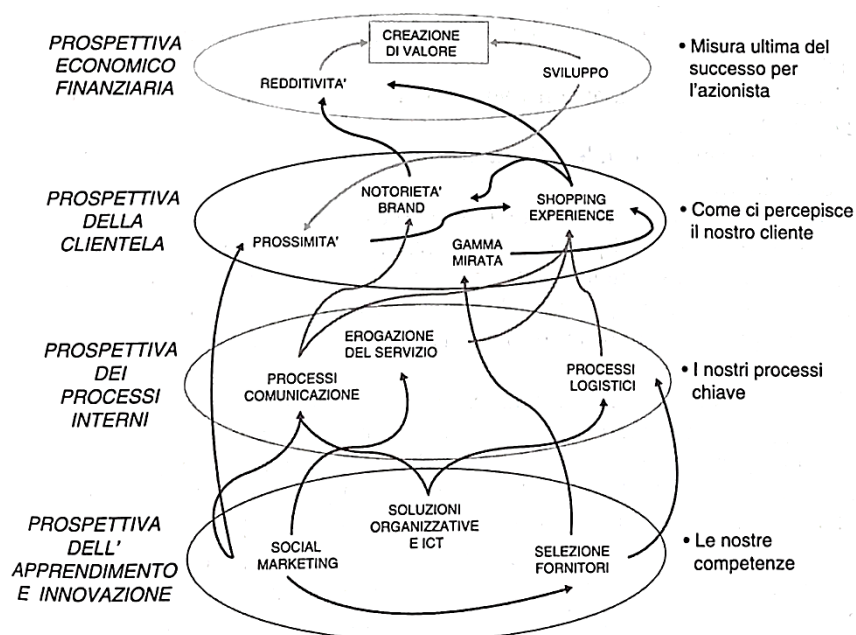 PROSPETTIVA
ECONOMICO
FINANZIARIA
CREAZIONE
DI VALORE
REDDITIVITA'
SVILUPPO
• Misura ultima del
successo per
l'azionista
PROSPETTIVA
DELLA
CLIENTELA
NOTORIETA'
BRAND
SHOPPING
EXPERIENCE
PROSSIMITA'
GAMMA
MIRATA
• Come ci percepisce
il nostro cliente
PROSPETTIVA
DEI
PROCESSI
INTERNI
EROGAZIONE
DEL SERVIZIO
PROCESSI
COMUNICAZIONE
PROCESSI
LOGISTICI
• I nostri processi
chiave
PROSPETTIVA
DELL'
APPRENDIMENTO
E INNOVAZIONE
SOLUZIONI
ORGANIZZATIVE
E ICT
SOCIAL
MARKETING
SELEZIONE
FORNITORI
• Le nostre
competenze